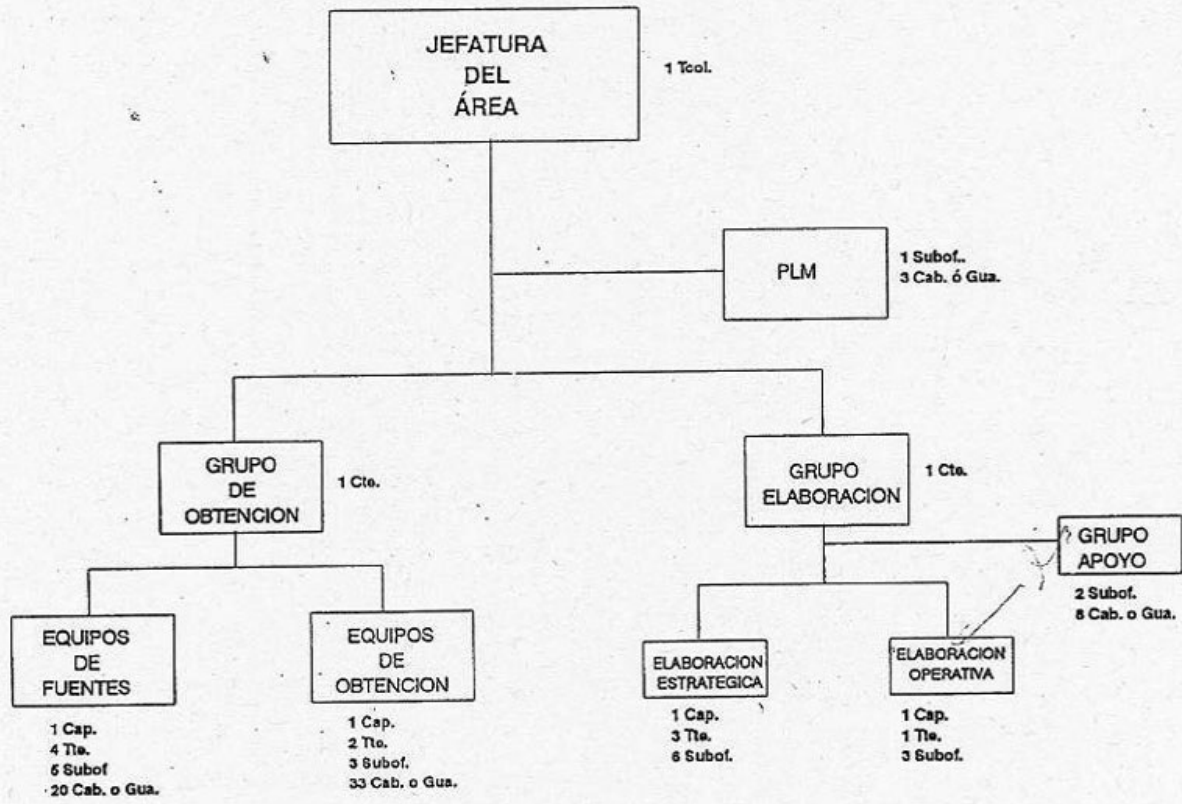 JEFATURA
DEL
ÁREA
1 Tcol.
PLM
1 Subof..
3 Cab. ó Gua.
GRUPO
DE
OBTENCION
1 Cte.
GRUPO
ELABORACION
1 Cte.
GRUPO
APOYO
2 Subof.
8 Cab. o Gua.
EQUIPOS
DE
FUENTES
1 Cap.
4 Tte.
5 Subof
20 Cab. o Gua.
EQUIPOS
DE
OBTENCION
1 Cap.
2 Tte.
3 Subof.
33 Cab. o Gua.
ELABORACION
ESTRATEGICA
1 Cap.
3 Tte.
6 Subof.
ELABORACION
OPERATIVA
1 Cap.
1 Tte.
3 Subof.